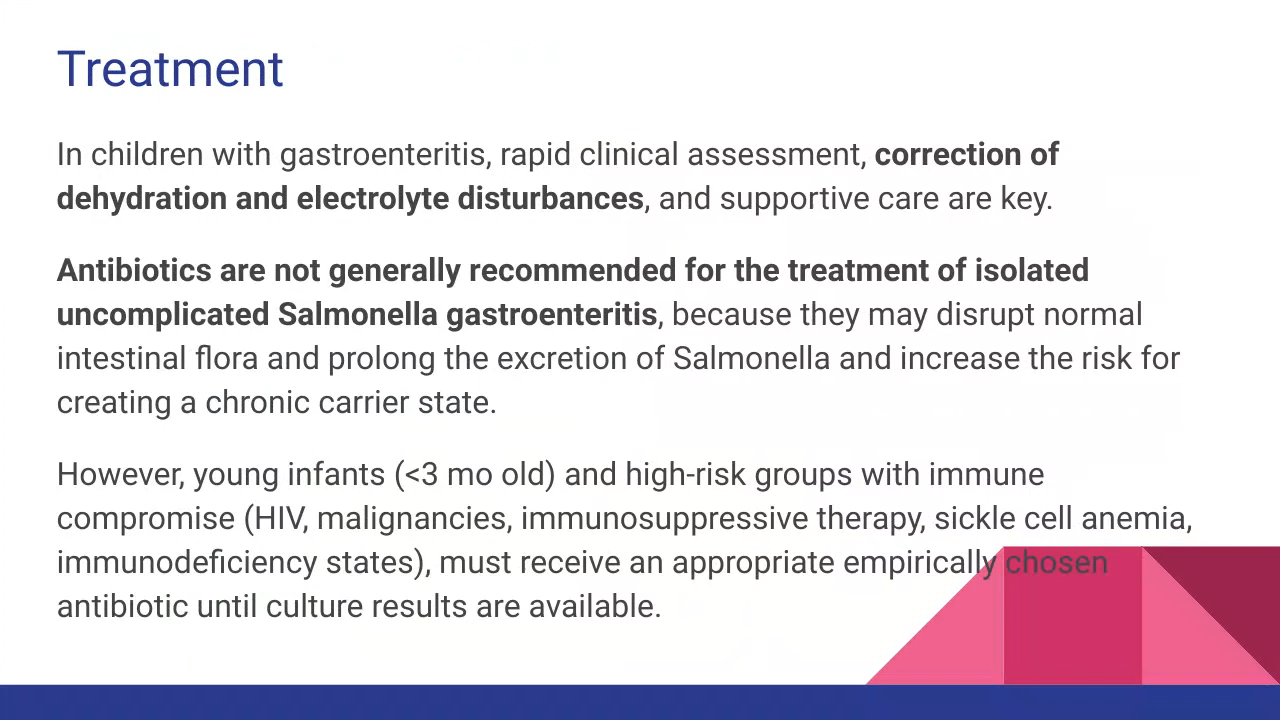 Treatment
In children with gastroenteritis, rapid clinical assessment, correction of
dehydration and electrolyte disturbances, and supportive care are key.
Antibiotics are not generally recommended for the treatment of isolated
uncomplicated Salmonella gastroenteritis, because they may disrupt normal
intestinal flora and prolong the excretion of Salmonella and increase the risk for
creating a chronic carrier state.
However, young infants (<3 mo old) and high-risk groups with immune
compromise (HIV, malignancies, immunosuppressive therapy, sickle cell anemia,
immunodeficiency states), must receive an appropriate empirically chosen
antibiotic until culture results are available.